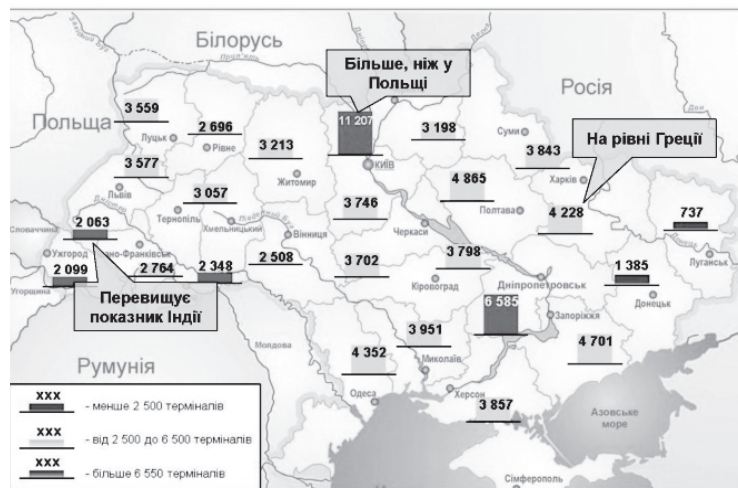 Білорусь
Більше, ніж у
Польщі
Росія
3 559
11 207
Польща
2 696
3 198
Суми
На рівні Греції
Луцьк
Рівне
3 213
3 843
КИЇВ
3 577
Житомир
4 865
Харків
Львів
3 057
3 746
Полтава
4 228
737
2 063
Тернопіль
Хмельницький
Черкаси
Словаччина
Вінниця
Ужгород
Івано-Франківськ
2 508
3 702
3 798
Луганськ
2 099
2 764
2 348
Дніпропетровськ
1 385
Угорщина
Кіровоград
6 585
Донецьк
Перевищує
показник Індії
Запоріжжя
3 951
Молдова
4 352
4 701
Румунія
Миколаїв
Одеса
Херсон
3 857
Азовське
море
Сімферополь
ХХХ
- менше 2 500 терміналів
ХХХ
- від 2 500 до 6 500 терміналів
ХХХ
- більше 6 550 терміналів